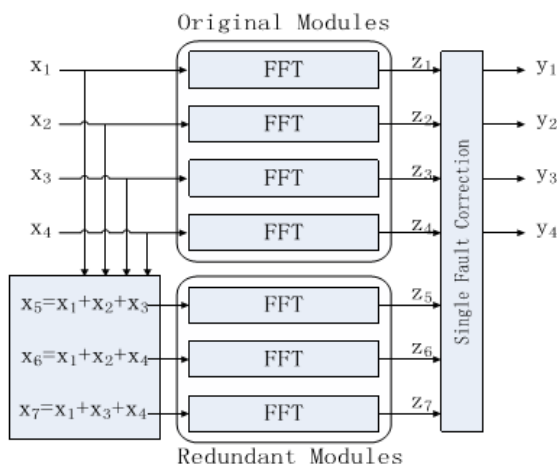 Original Modules
x₁ FFT z₁ y₁
x₂ FFT z₂ y₂
x₃ FFT z₃ y₃
x₄ FFT z₄ y₄
x₅=x₁+x₂+x₃ FFT z₅
x₆=x₁+x₂+x₄ FFT z₆
x₇=x₁+x₃+x₄ FFT z₇
Single Fault Correction
Redundant Modules